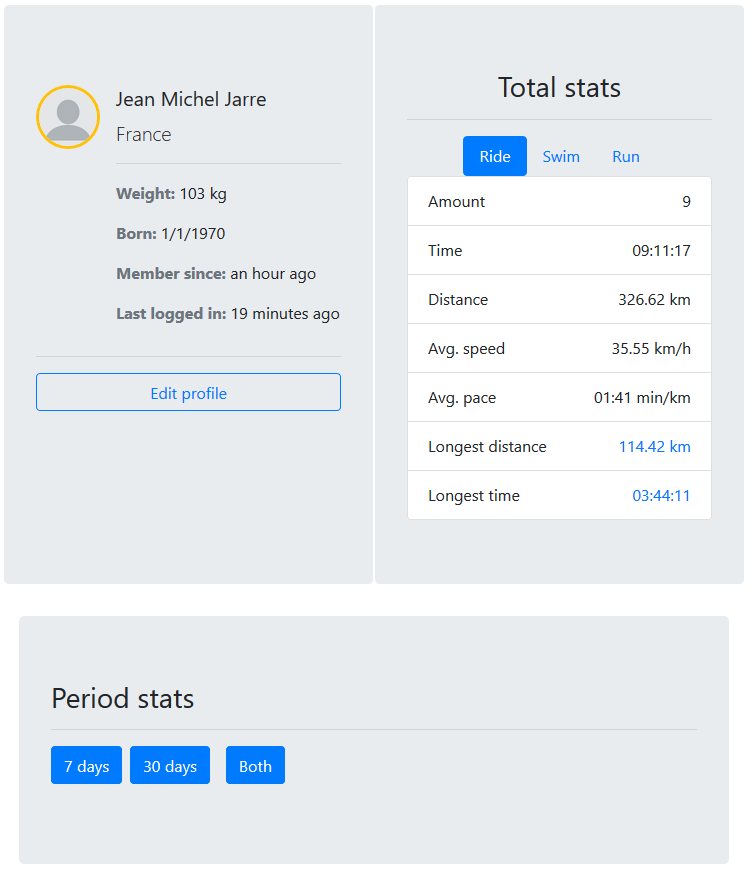 Jean Michel Jarre
France
Weight: 103 kg
Born: 1/1/1970
Member since: an hour ago
Last logged in: 19 minutes ago
Edit profile
Total stats
Ride Swim Run
Amount 9
Time 09:11:17
Distance 326.62 km
Avg. speed 35.55 km/h
Avg. pace 01:41 min/km
Longest distance 114.42 km
Longest time 03:44:11
Period stats
7 days 30 days Both